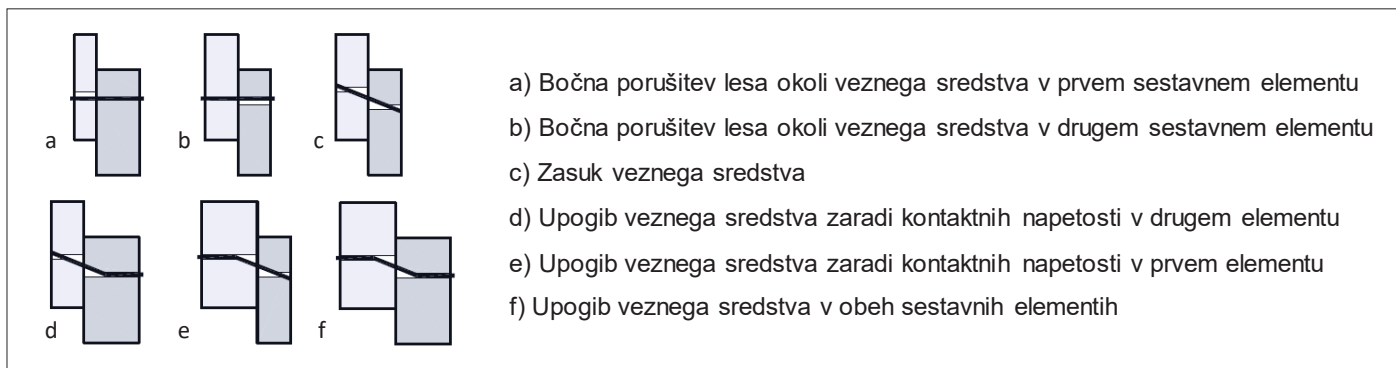 a
b
c
d
e
f
a) Bočna porušitev lesa okoli veznega sredstva v prvem sestavnem elementu
b) Bočna porušitev lesa okoli veznega sredstva v drugem sestavnem elementu
c) Zasuk veznega sredstva
d) Upogib veznega sredstva zaradi kontaktnih napetosti v drugem elementu
e) Upogib veznega sredstva zaradi kontaktnih napetosti v prvem elementu
f) Upogib veznega sredstva v obeh sestavnih elementih